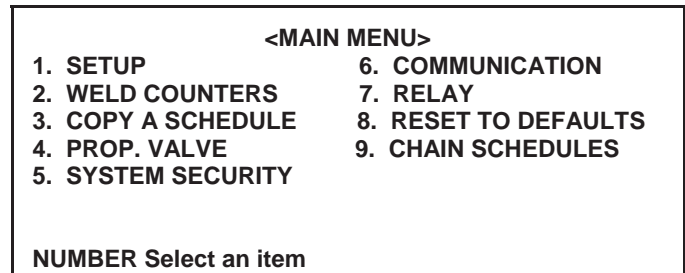 <MAIN MENU>
1. SETUP 6. COMMUNICATION
2. WELD COUNTERS 7. RELAY
3. COPY A SCHEDULE 8. RESET TO DEFAULTS
4. PROP. VALVE 9. CHAIN SCHEDULES
5. SYSTEM SECURITY
NUMBER Select an item